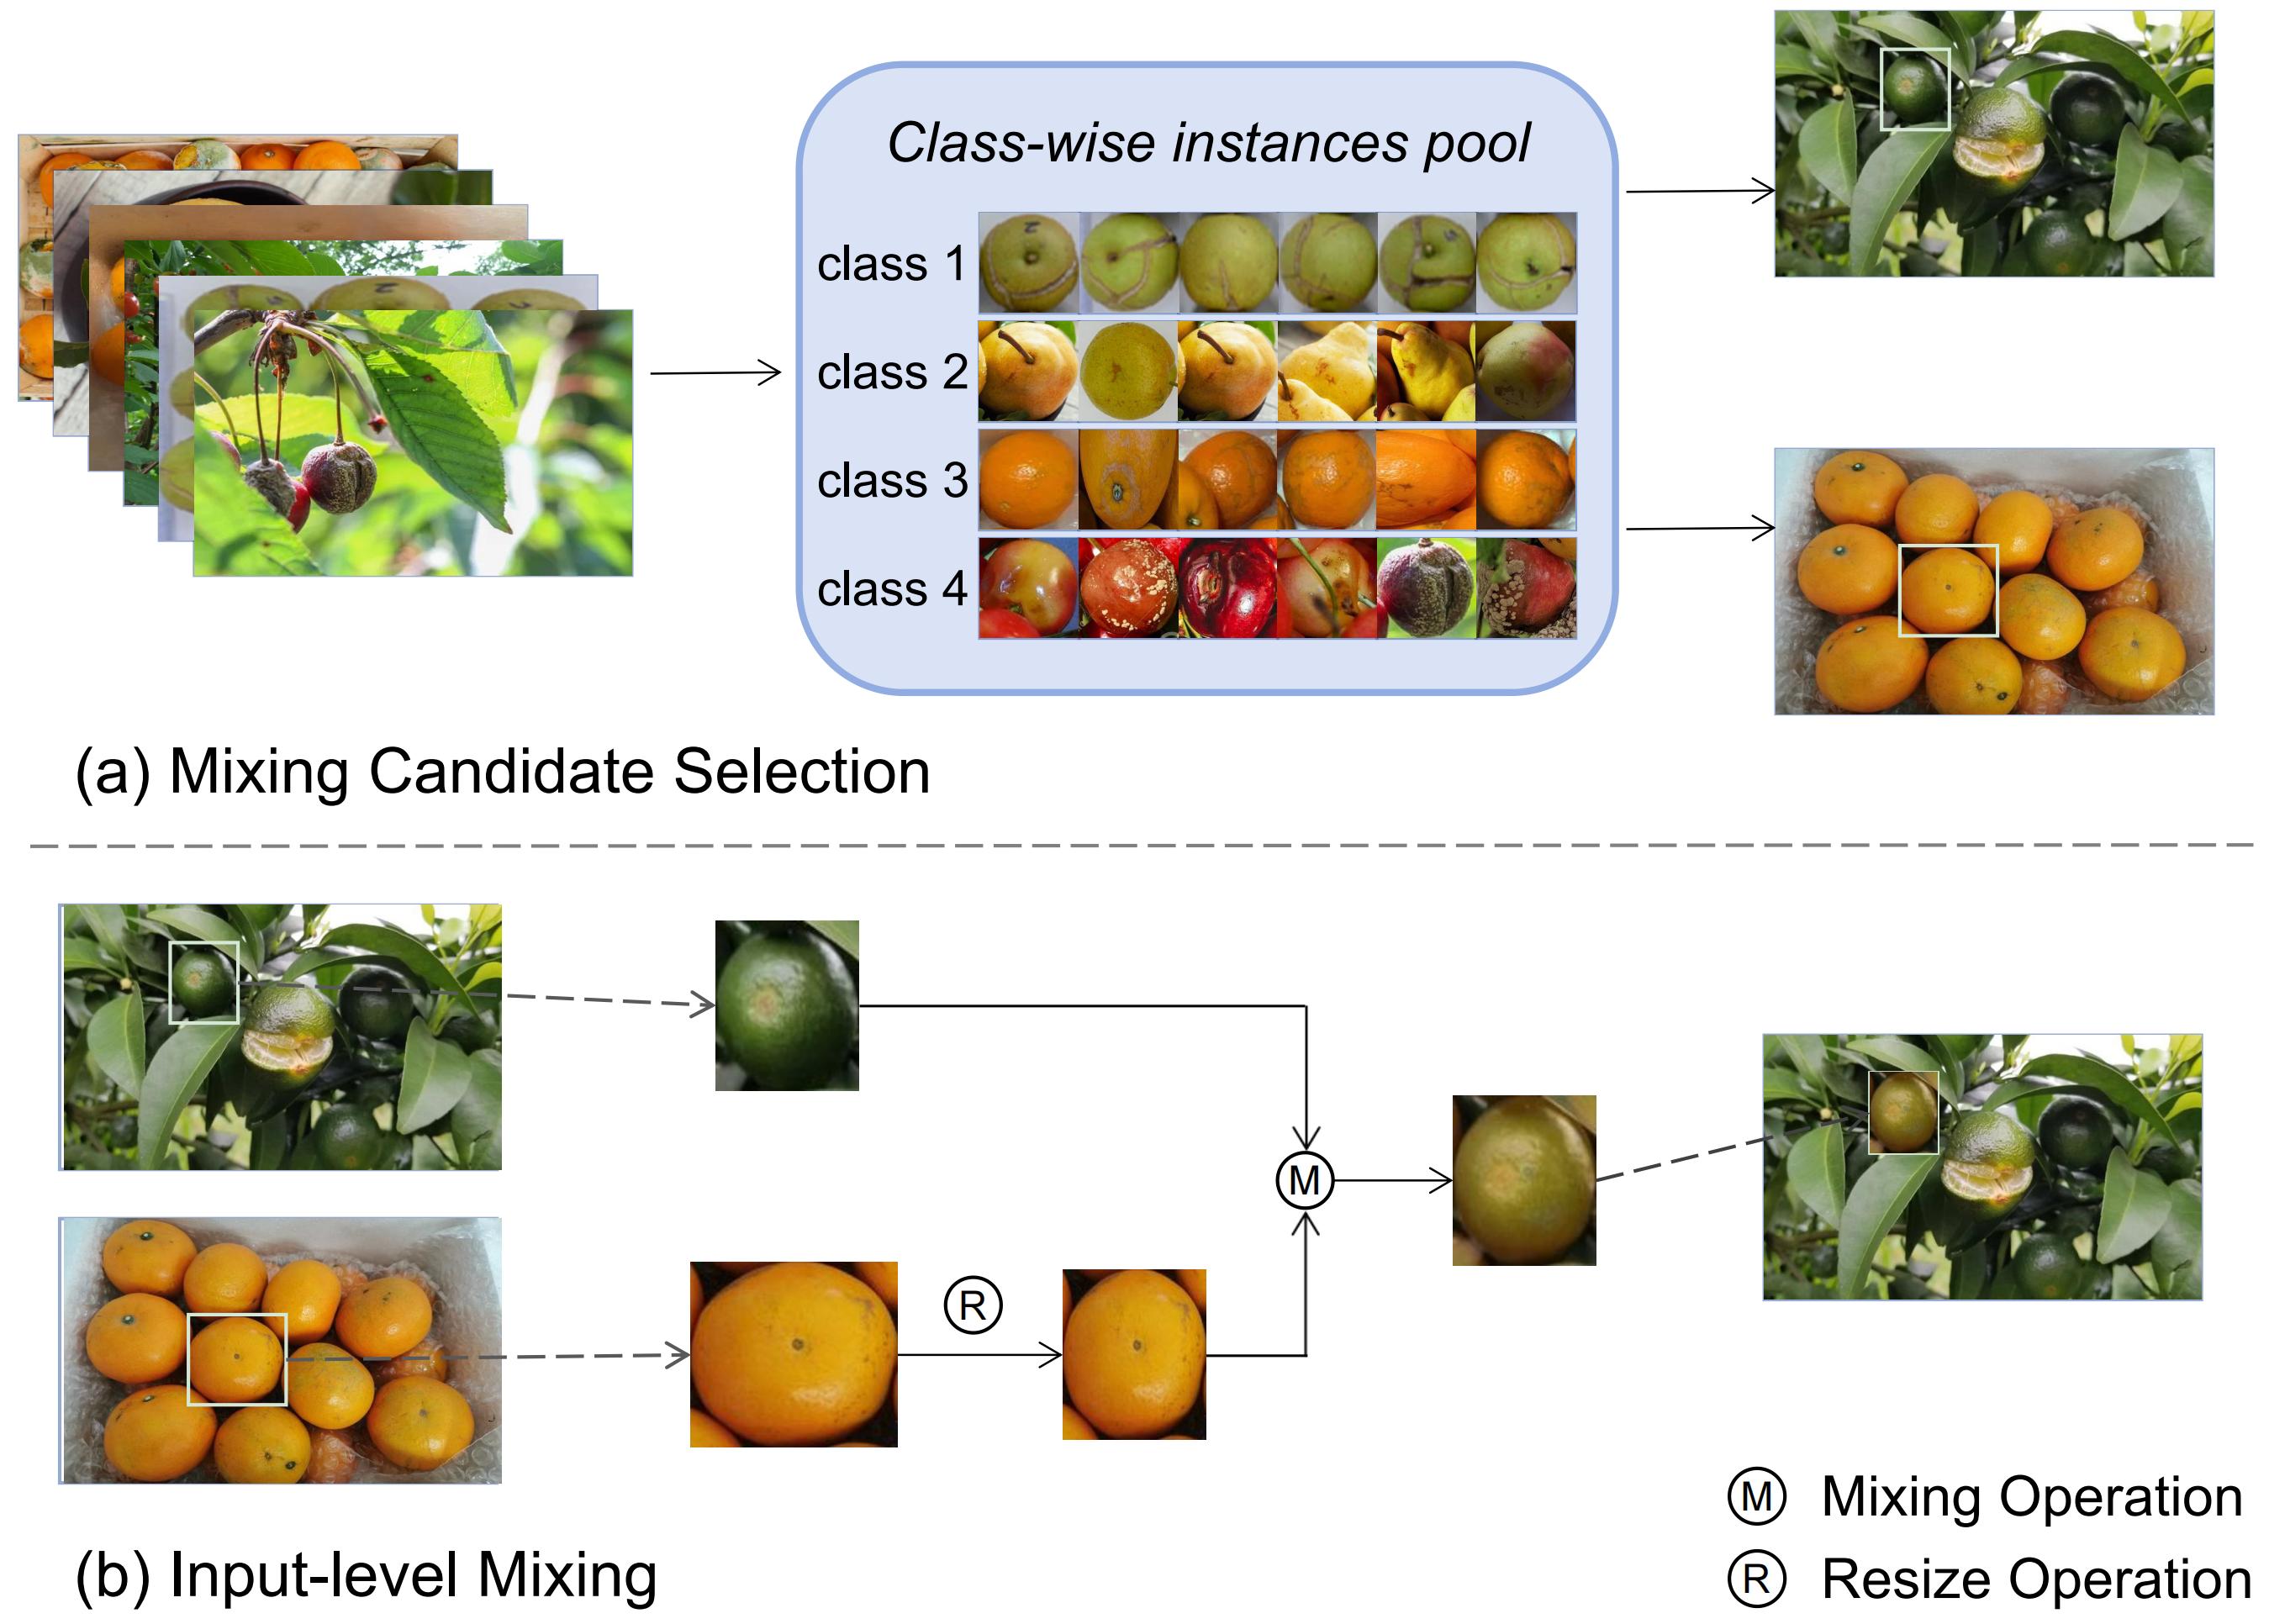 Class-wise instances pool
class 1
class 2
class 3
class 4
(a) Mixing Candidate Selection
M
R
M Mixing Operation
R Resize Operation
(b) Input-level Mixing